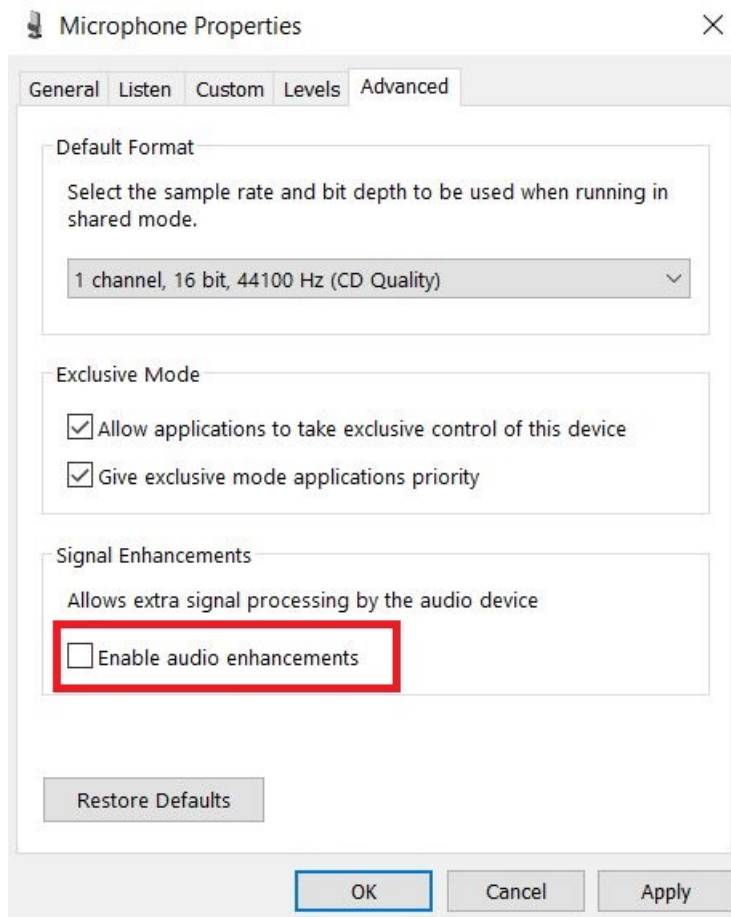 Microphone Properties
General Listen Custom Levels Advanced
Default Format
Select the sample rate and bit depth to be used when running in
shared mode.
1 channel, 16 bit, 44100 Hz (CD Quality)
Exclusive Mode
Allow applications to take exclusive control of this device
Give exclusive mode applications priority
Signal Enhancements
Allows extra signal processing by the audio device
Enable audio enhancements
Restore Defaults
OK Cancel Apply